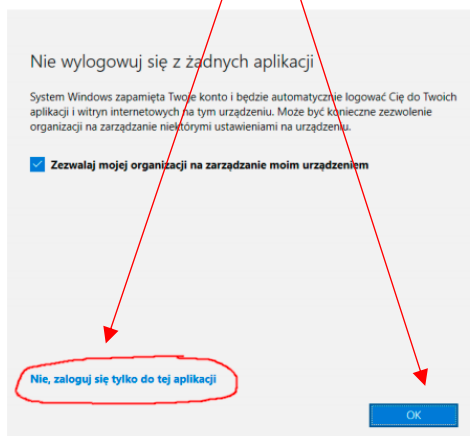 Nie wylogowuj się z żadnych aplikacji
System Windows zapamięta Twoje konto i będzie automatycznie logować Cię do Twoich
aplikacji i witryn internetowych na tym urządzeniu. Może być konieczne zezwolenie
organizacji na zarządzanie niektórymi ustawieniami na urządzeniu.
Zezwalaj mojej organizacji na zarządzanie moim urządzeniem
Nie, zaloguj się tylko do tej aplikacji
OK